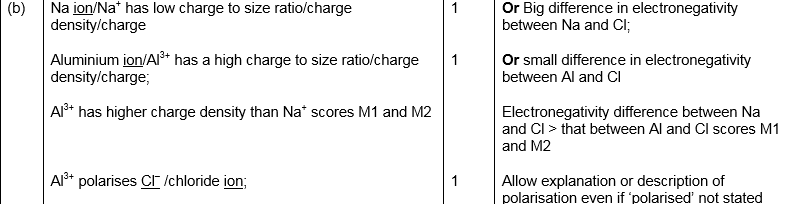 (b) Na ion/Na⁺ has low charge to size ratio/charge 1 Or Big difference in electronegativity
density/charge between Na and Cl;
Aluminium ion/Al³⁺ has a high charge to size ratio/charge 1 Or small difference in electronegativity
density/charge; between Al and Cl
Al³⁺ has higher charge density than Na⁺ scores M1 and M2 Electronegativity difference between Na
and Cl > that between Al and Cl scores M1
and M2
Al³⁺ polarises Cl⁻ /chloride ion; 1 Allow explanation or description of
polarisation even if ‘polarised’ not stated